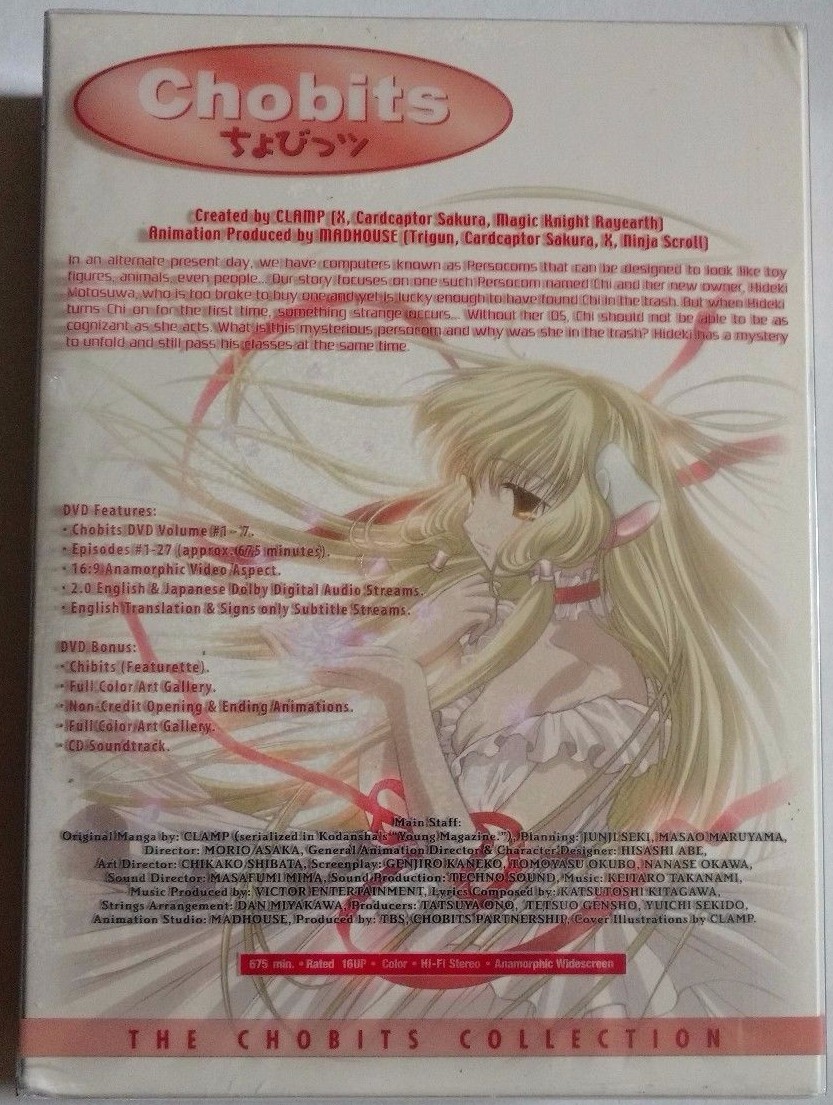 Chobits
ちょびっツ
Created by CLAMP (X, Cardcaptor Sakura, Magic Knight Rayearth)
Animation Produced by MADHOUSE (Trigun, Cardcaptor Sakura, X, Ninja Scroll)
In an alternate present day, we have computers known as Persocoms that can be designed to look like toy
figures, animals, even people... Our story focuses on one such Persocom named Chi and her new owner, Hideki
Motosuwa, who is too broke to buy one and yet is lucky enough to have found Chi in the trash. But when Hideki
turns Chi on for the first time, something strange occurs... Without her OS, Chi should not be able to be as
cognizant as she acts. What is this mysterious persocom and why was she in the trash? Hideki has a mystery
to unfold and still pass his classes at the same time.
DVD Features:
• Chobits DVD Volume #1 - 7.
• Episodes #1-27 (approx. 675 minutes).
• 16:9 Anamorphic Video Aspect.
• 2.0 English & Japanese Dolby Digital Audio Streams.
• English Translation & Signs only Subtitle Streams.
DVD Bonus:
• Chibits (Featurette).
• Full Color Art Gallery.
• Non-Credit Opening & Ending Animations.
• Full Color Art Gallery.
• CD Soundtrack.
Main Staff:
Original Manga by: CLAMP (serialized in Kodansha's "Young Magazine."), Planning: JUNJI SEKI, MASAO MARUYAMA,
Director: MORIO ASAKA, General Animation Director & Character Designer: HISASHI ABE,
Art Director: CHIKAKO SHIBATA, Screenplay: GENJIRO KANEKO, TOMOYASU OKUBO, NANASE OKAWA,
Sound Director: MASAFUMI MIMA, Sound Production: TECHNO SOUND, Music: KEITARO TAKANAMI,
Music Produced by: VICTOR ENTERTAINMENT, Lyrics Composed by: KATSUTOSHI KITAGAWA,
Strings Arrangement: DAN MIYAKAWA, Producers: TATSUYA ONO, TETSUO GENSHO, YUICHI SEKIDO,
Animation Studio: MADHOUSE, Produced by: TBS, CHOBITS PARTNERSHIP, Cover Illustrations by CLAMP.
675 min. • Rated 16UP • Color • Hi-Fi Stereo • Anamorphic Widescreen
THE CHOBITS COLLECTION